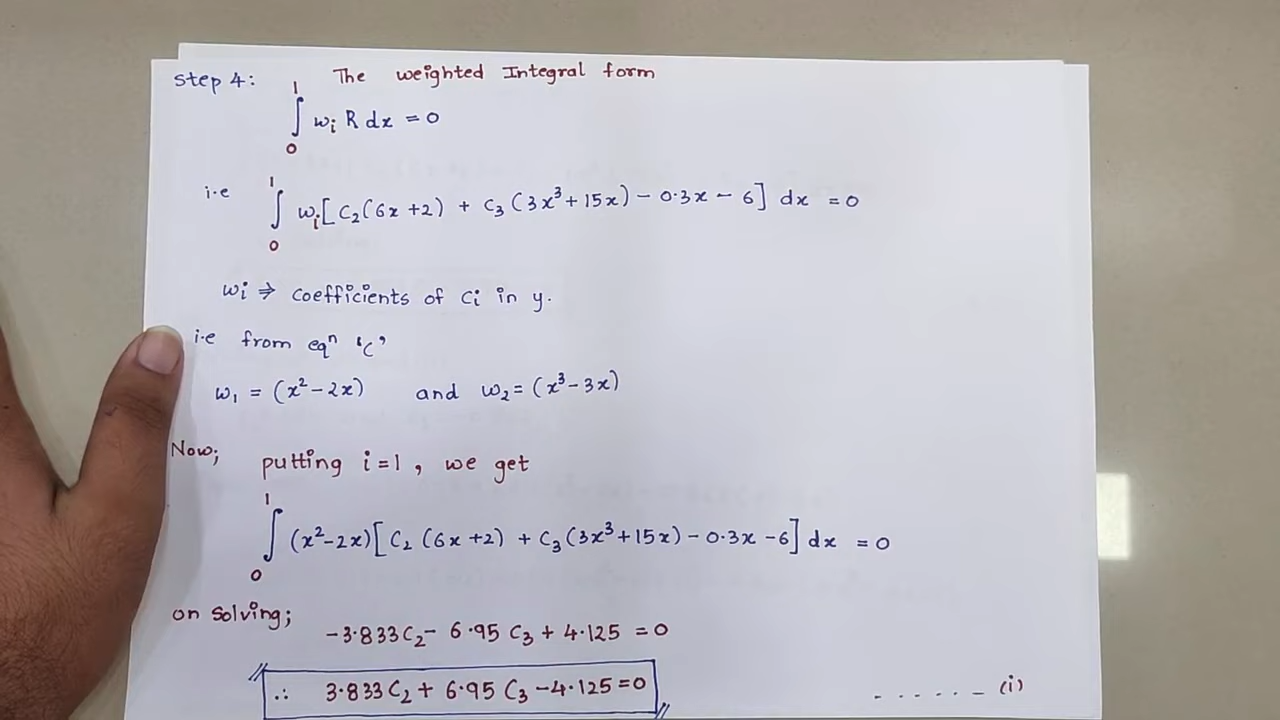 Step 4: The weighted Integral form
∫₀¹ wᵢ R dx = 0
i.e ∫₀¹ wᵢ[C₂(6x+2) + C₃(3x³+15x) − 0.3x − 6] dx = 0
wᵢ ⇒ coefficients of Cᵢ in y.
i.e from eqⁿ 'C'
w₁ = (x²−2x) and w₂ = (x³−3x)
Now; putting i=1, we get
∫₀¹ (x²−2x)[C₂(6x+2) + C₃(3x³+15x) − 0.3x − 6] dx = 0
on Solving;
−3.833C₂ − 6.95C₃ + 4.125 = 0
∴ 3.833C₂ + 6.95C₃ − 4.125 = 0 - - - - - - - (i)